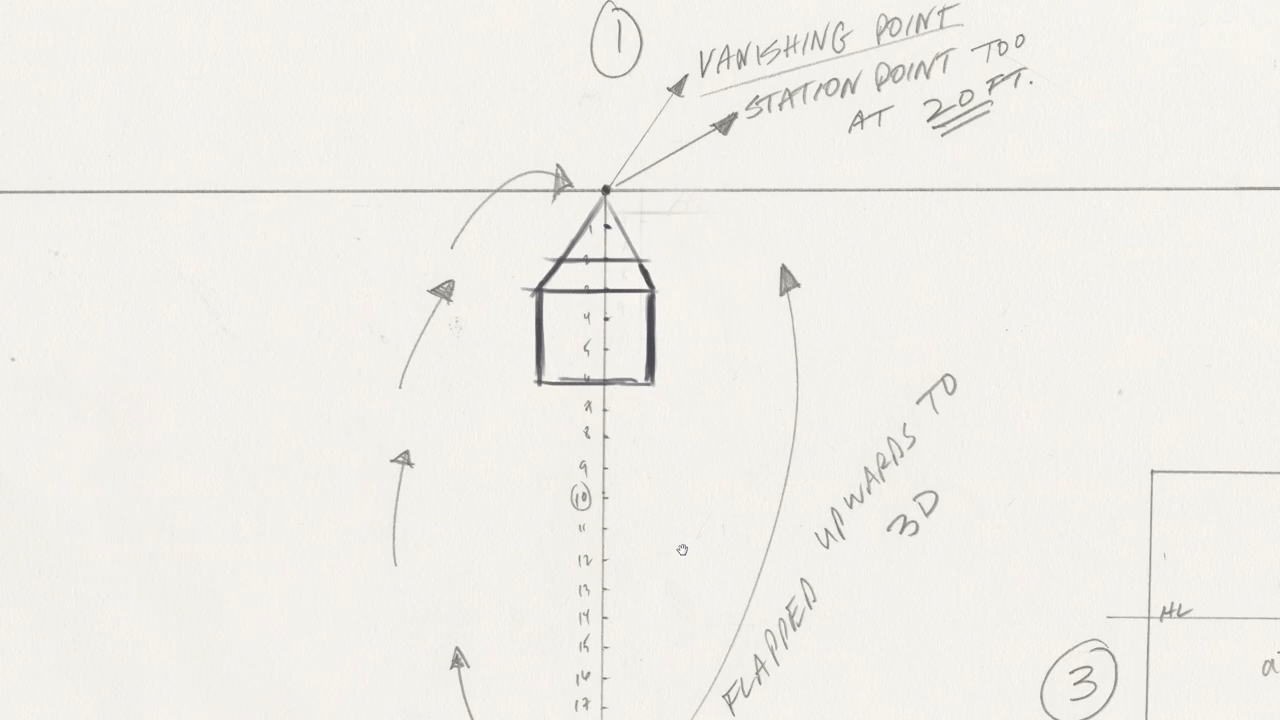 1
VANISHING POINT
STATION POINT TOO
AT 20 FT.
1
2
3
4
5
6
7
8
9
10
11
12
13
14
15
16
17
FLAPPED UPWARDS TO
3D
HL
3
a